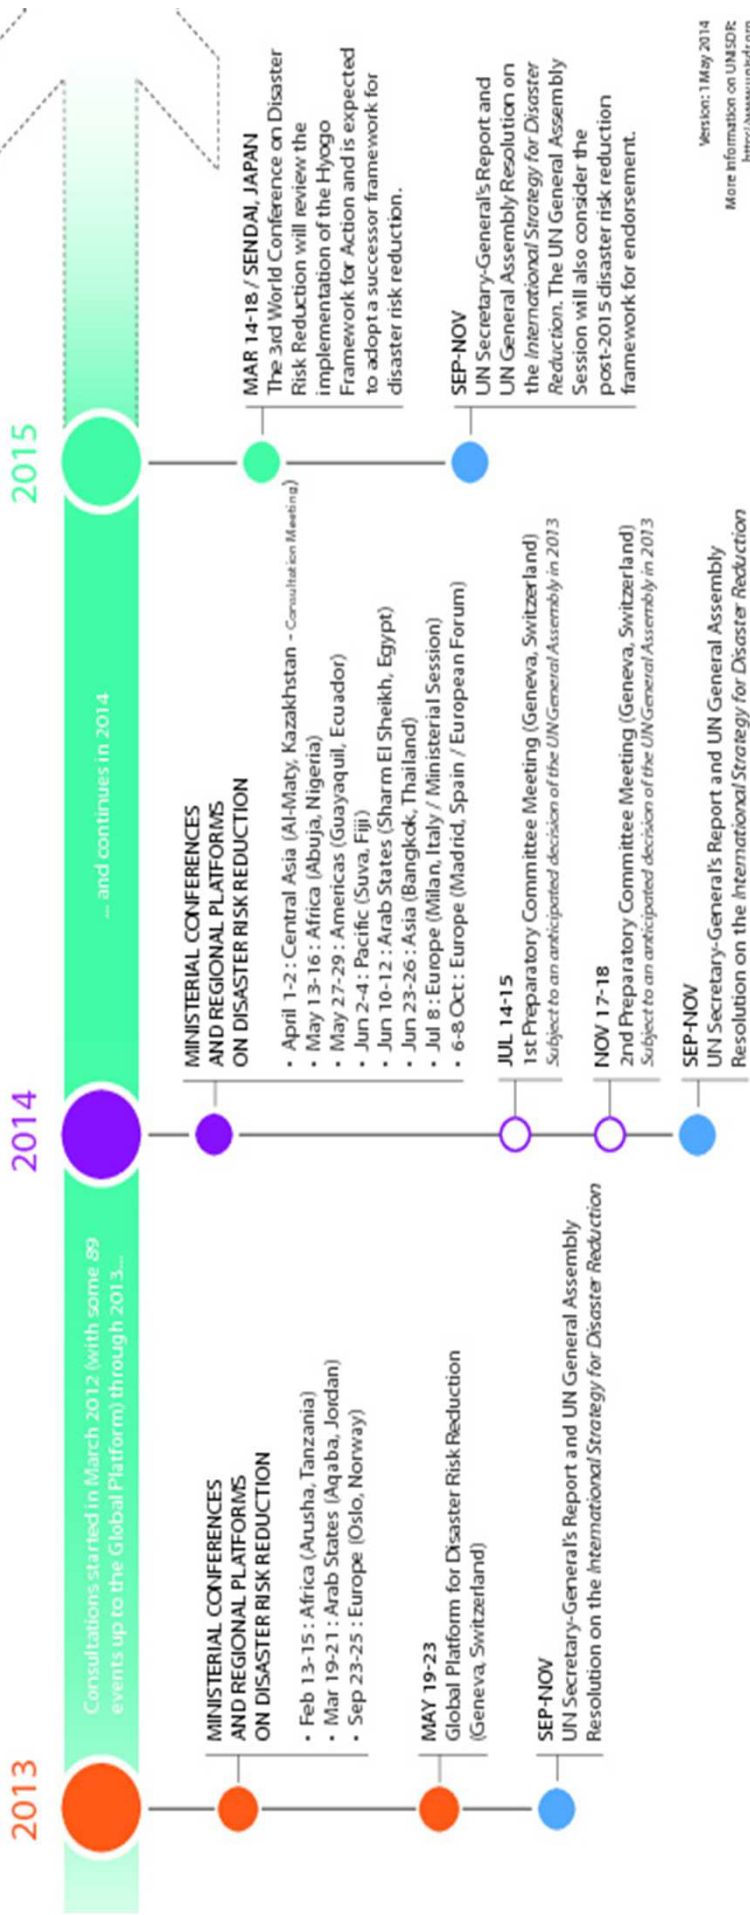 2013
Consultations started in March 2012 (with some 89
events up to the Global Platform) through 2013...
MINISTERIAL CONFERENCES
AND REGIONAL PLATFORMS
ON DISASTER RISK REDUCTION
• Feb 13-15 : Africa (Arusha, Tanzania)
• Mar 19-21 : Arab States (Aqaba, Jordan)
• Sep 23-25 : Europe (Oslo, Norway)
MAY 19-23
Global Platform for Disaster Risk Reduction
(Geneva, Switzerland)
SEP-NOV
UN Secretary-General's Report and UN General Assembly
Resolution on the International Strategy for Disaster Reduction
2014
... and continues in 2014
MINISTERIAL CONFERENCES
AND REGIONAL PLATFORMS
ON DISASTER RISK REDUCTION
• April 1-2 : Central Asia (Al-Maty, Kazakhstan – Consultation Meeting)
• May 13-16 : Africa (Abuja, Nigeria)
• May 27-29 : Americas (Guayaquil, Ecuador)
• Jun 2-4 : Pacific (Suva, Fiji)
• Jun 10-12 : Arab States (Sharm El Sheikh, Egypt)
• Jun 23-26 : Asia (Bangkok, Thailand)
• Jul 8 : Europe (Milan, Italy / Ministerial Session)
• 6-8 Oct : Europe (Madrid, Spain / European Forum)
JUL 14-15
1st Preparatory Committee Meeting (Geneva, Switzerland)
Subject to an anticipated decision of the UN General Assembly in 2013
NOV 17-18
2nd Preparatory Committee Meeting (Geneva, Switzerland)
Subject to an anticipated decision of the UN General Assembly in 2013
SEP-NOV
UN Secretary-General's Report and UN General Assembly
Resolution on the International Strategy for Disaster Reduction
2015
MAR 14-18 / SENDAI, JAPAN
The 3rd World Conference on Disaster
Risk Reduction will review the
implementation of the Hyogo
Framework for Action and is expected
to adopt a successor framework for
disaster risk reduction.
SEP-NOV
UN Secretary-General's Report and
UN General Assembly Resolution on
the International Strategy for Disaster
Reduction. The UN General Assembly
Session will also consider the
post-2015 disaster risk reduction
framework for endorsement.
Version: 1 May 2014
More Information on UNISDR: